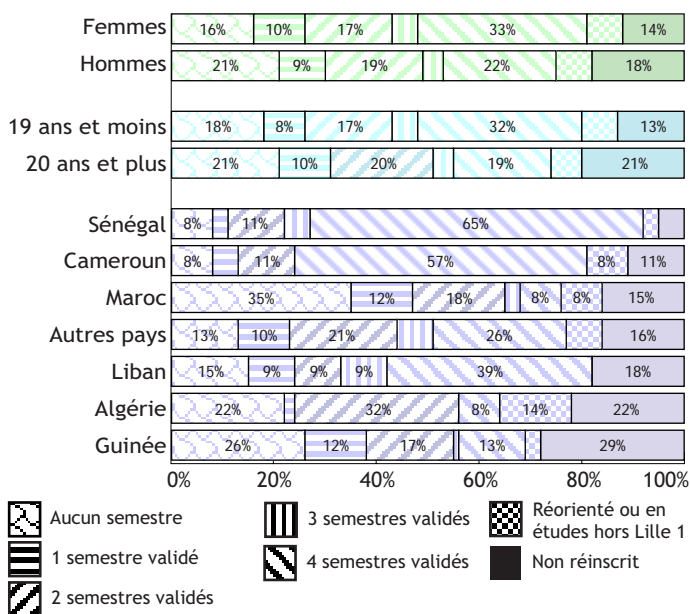 Femmes 16% 10% 17% 33% 14%
Hommes 21% 9% 19% 22% 18%
19 ans et moins 18% 8% 17% 32% 13%
20 ans et plus 21% 10% 20% 19% 21%
Sénégal 8% 11% 65%
Cameroun 8% 11% 57% 8% 11%
Maroc 35% 12% 18% 8% 8% 15%
Autres pays 13% 10% 21% 26% 16%
Liban 15% 9% 9% 9% 39% 18%
Algérie 22% 32% 8% 14% 22%
Guinée 26% 12% 17% 13% 29%
0% 20% 40% 60% 80% 100%
Aucun semestre
1 semestre validé
2 semestres validés
3 semestres validés
4 semestres validés
Réorienté ou en
études hors Lille 1
Non réinscrit